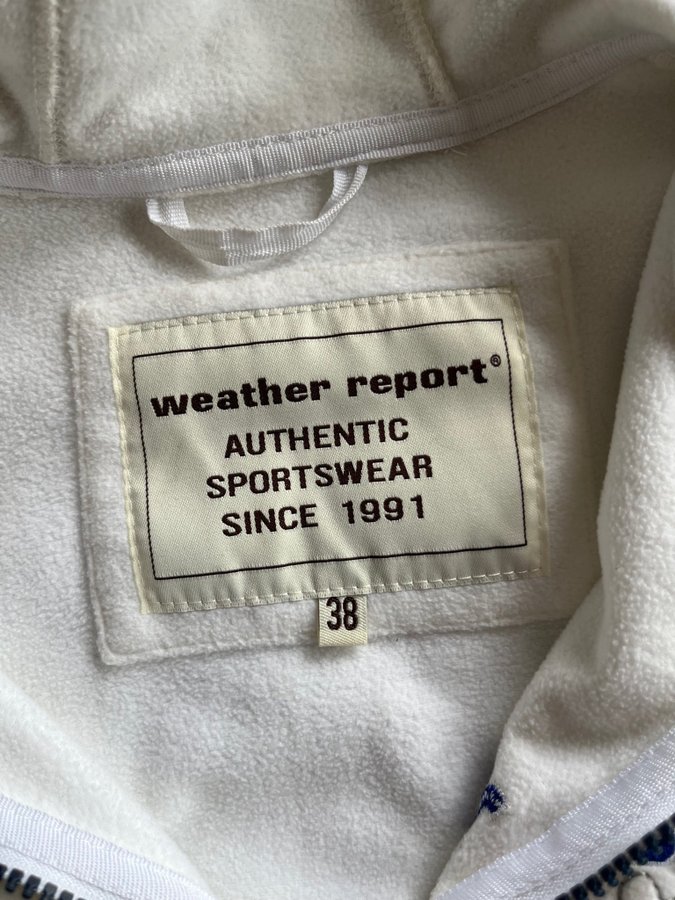 weather report®
AUTHENTIC
SPORTSWEAR
SINCE 1991
38